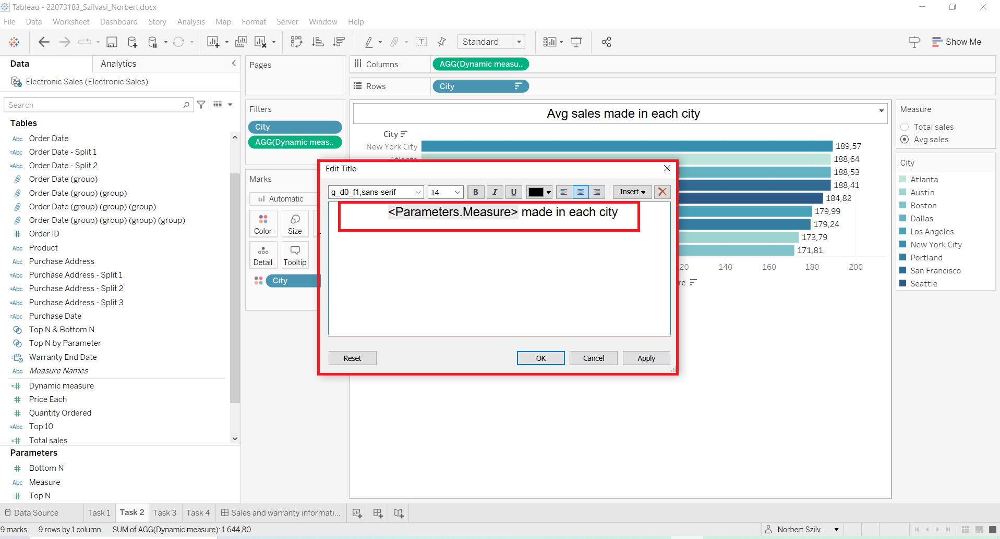 Tableau - 22073183_Szilvasi_Norbert.docx
File Data Worksheet Dashboard Story Analysis Map Format Server Window Help
Standard
Show Me
Data Analytics
Electronic Sales (Electronic Sales)
Search
Tables
Abc Order Date
=Abc Order Date - Split 1
=Abc Order Date - Split 2
Order Date (group)
Order Date (group) (group)
Order Date (group) (group) (group)
Order Date (group) (group) (group) (group)
# Order ID
Abc Product
Abc Purchase Address
=Abc Purchase Address - Split 1
=Abc Purchase Address - Split 2
=Abc Purchase Address - Split 3
=Abc Purchase Date
Top N & Bottom N
Top N by Parameter
Warranty End Date
Abc Measure Names
=# Dynamic measure
# Price Each
# Quantity Ordered
=Abc Top 10
=# Total sales
Parameters
# Bottom N
Abc Measure
# Top N
Pages
Filters
City
AGG(Dynamic meas..
Marks
Automatic
Color
Size
Detail
Tooltip
City
Columns
AGG(Dynamic measu..
Rows
City
Avg sales made in each city
City
New York City
189,57
188,64
188,53
188,41
184,82
179,99
179,24
173,79
171,81
140 160 180 200
Edit Title
g_d0_f1,sans-serif
14
B I U
Insert
<Parameters.Measure> made in each city
Reset
OK
Cancel
Apply
Measure
Total sales
Avg sales
City
Atlanta
Austin
Boston
Dallas
Los Angeles
New York City
Portland
San Francisco
Seattle
Data Source
Task 1
Task 2
Task 3
Task 4
Sales and warranty informati...
9 marks
9 rows by 1 column
SUM of AGG(Dynamic measure): 1.644,80
Norbert Szilv...